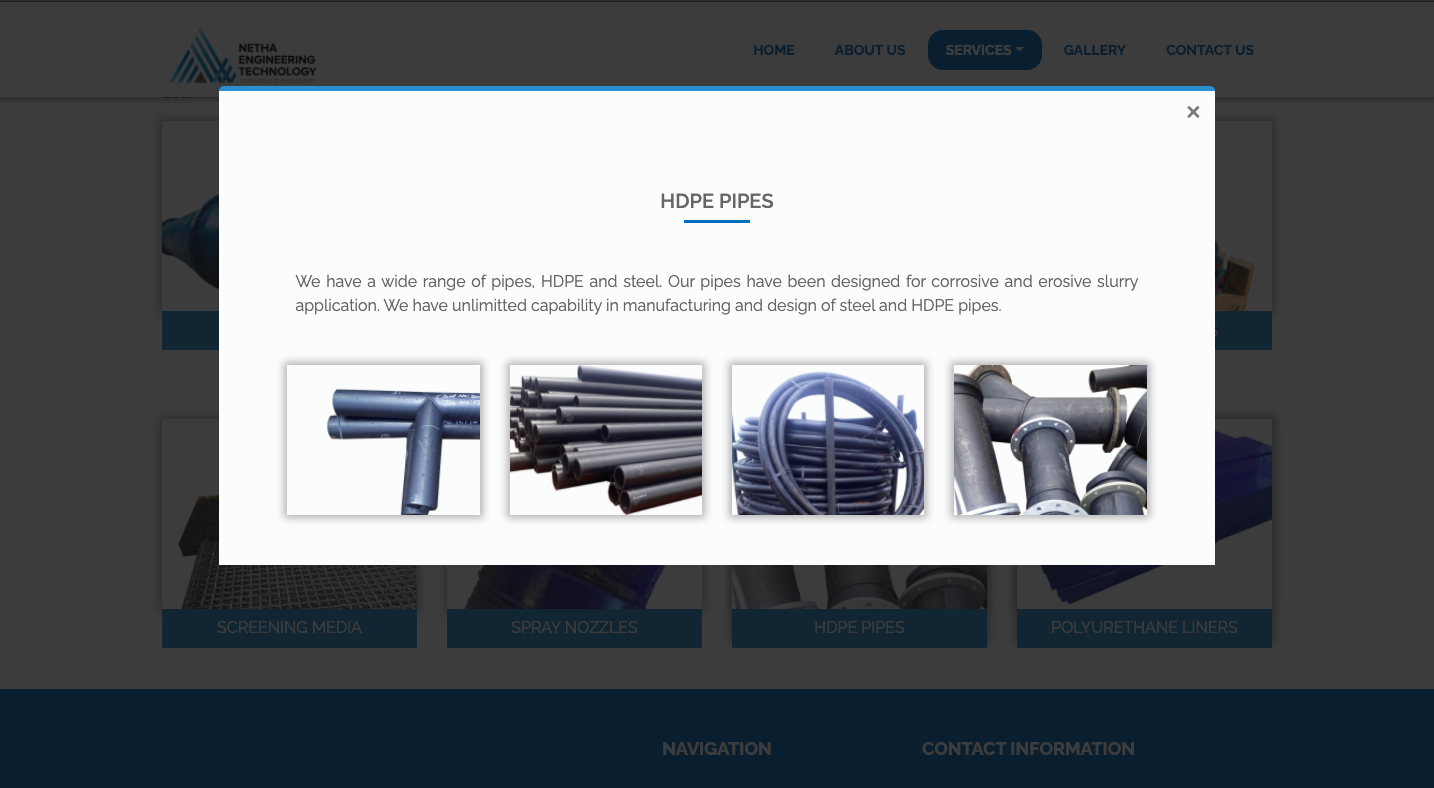 NETHA
ENGINEERING
TECHNOLOGY
HOME
ABOUT US
SERVICES
GALLERY
CONTACT US
×
HDPE PIPES
We have a wide range of pipes, HDPE and steel. Our pipes have been designed for corrosive and erosive slurry
application. We have unlimitted capability in manufacturing and design of steel and HDPE pipes.
SCREENING MEDIA
SPRAY NOZZLES
HDPE PIPES
POLYURETHANE LINERS
NAVIGATION
CONTACT INFORMATION